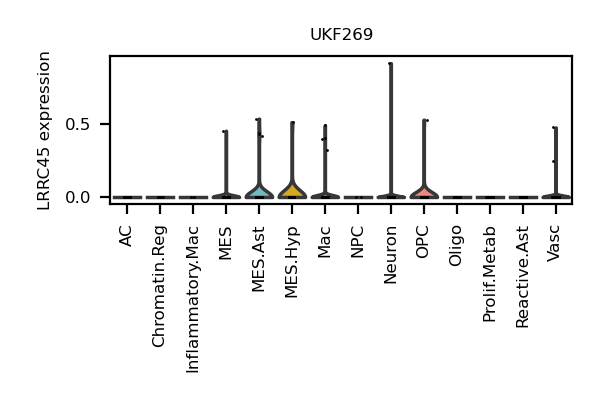 UKF269
LRRC45 expression
0.5
0.0
AC
Chromatin.Reg
Inflammatory.Mac
MES
MES.Ast
MES.Hyp
Mac
NPC
Neuron
OPC
Oligo
Prolif.Metab
Reactive.Ast
Vasc